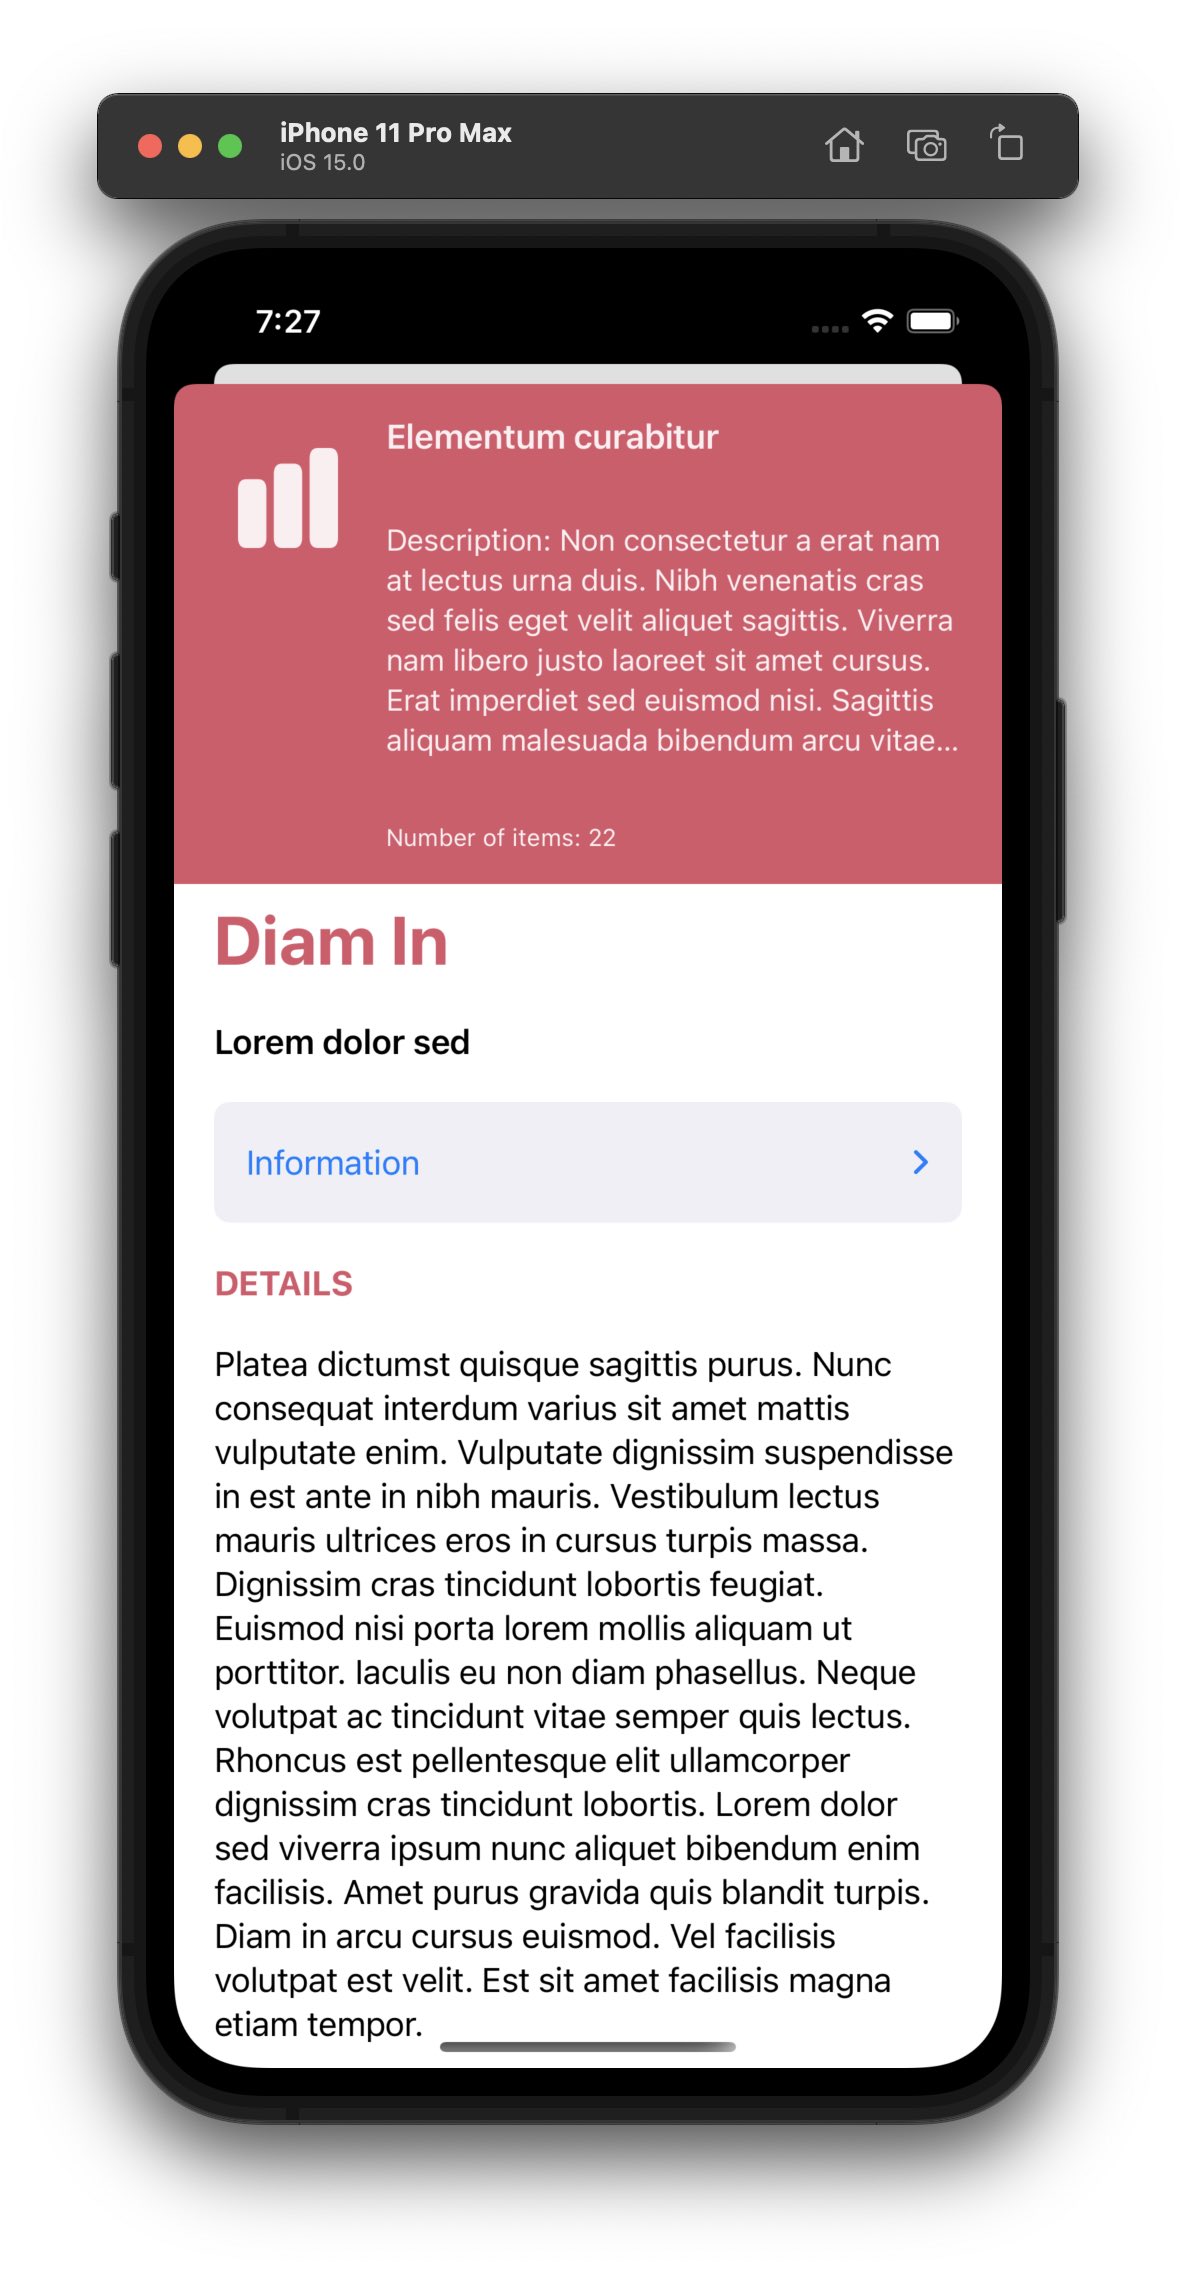 iPhone 11 Pro Max
iOS 15.0
7:27
Elementum curabitur
Description: Non consectetur a erat nam
at lectus urna duis. Nibh venenatis cras
sed felis eget velit aliquet sagittis. Viverra
nam libero justo laoreet sit amet cursus.
Erat imperdiet sed euismod nisi. Sagittis
aliquam malesuada bibendum arcu vitae...
Number of items: 22
Diam In
Lorem dolor sed
Information
DETAILS
Platea dictumst quisque sagittis purus. Nunc
consequat interdum varius sit amet mattis
vulputate enim. Vulputate dignissim suspendisse
in est ante in nibh mauris. Vestibulum lectus
mauris ultrices eros in cursus turpis massa.
Dignissim cras tincidunt lobortis feugiat.
Euismod nisi porta lorem mollis aliquam ut
porttitor. Iaculis eu non diam phasellus. Neque
volutpat ac tincidunt vitae semper quis lectus.
Rhoncus est pellentesque elit ullamcorper
dignissim cras tincidunt lobortis. Lorem dolor
sed viverra ipsum nunc aliquet bibendum enim
facilisis. Amet purus gravida quis blandit turpis.
Diam in arcu cursus euismod. Vel facilisis
volutpat est velit. Est sit amet facilisis magna
etiam tempor.